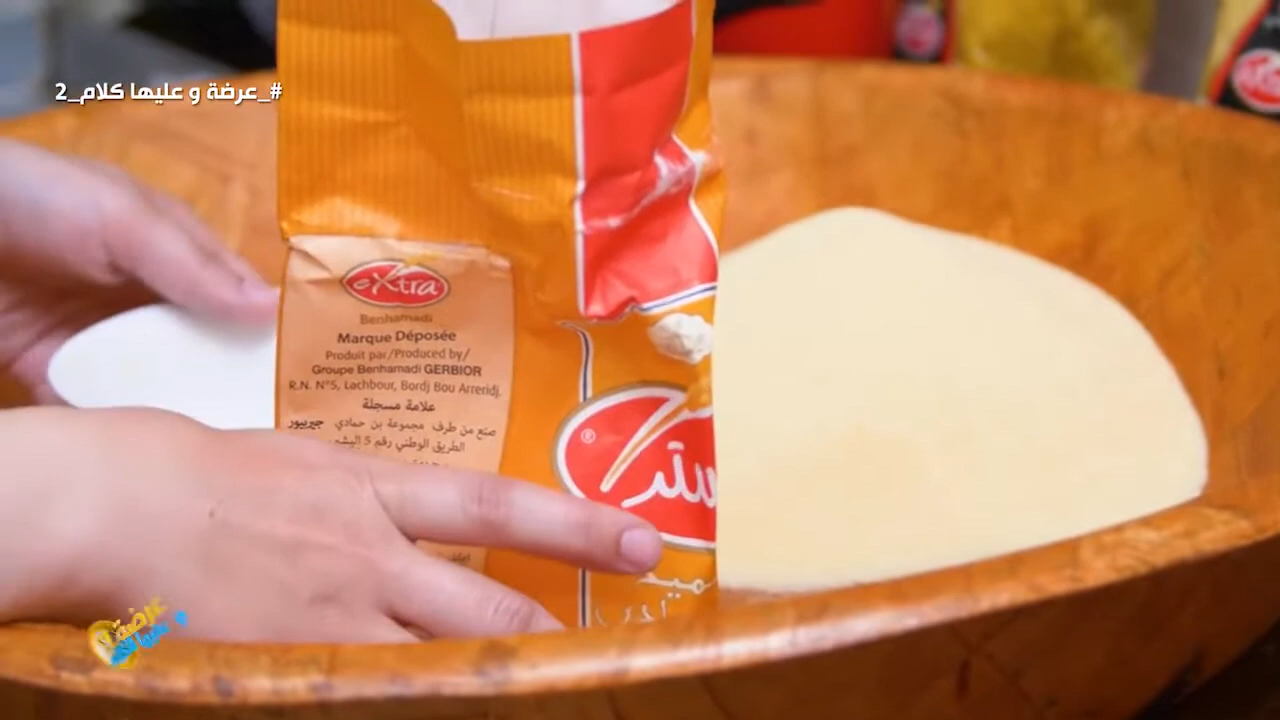 #_عرضة و عليها كلام_2
eXtra
Benhamadi
Marque Déposée
Produit par/Produced by/
Groupe Benhamadi GERBIOR
R.N. N°5, Lachbour, Bordj Bou Arreridj.
علامة مسجلة
صنع من طرف مجموعة بن حمادي جيربيور
الطريق الوطني رقم 5
®